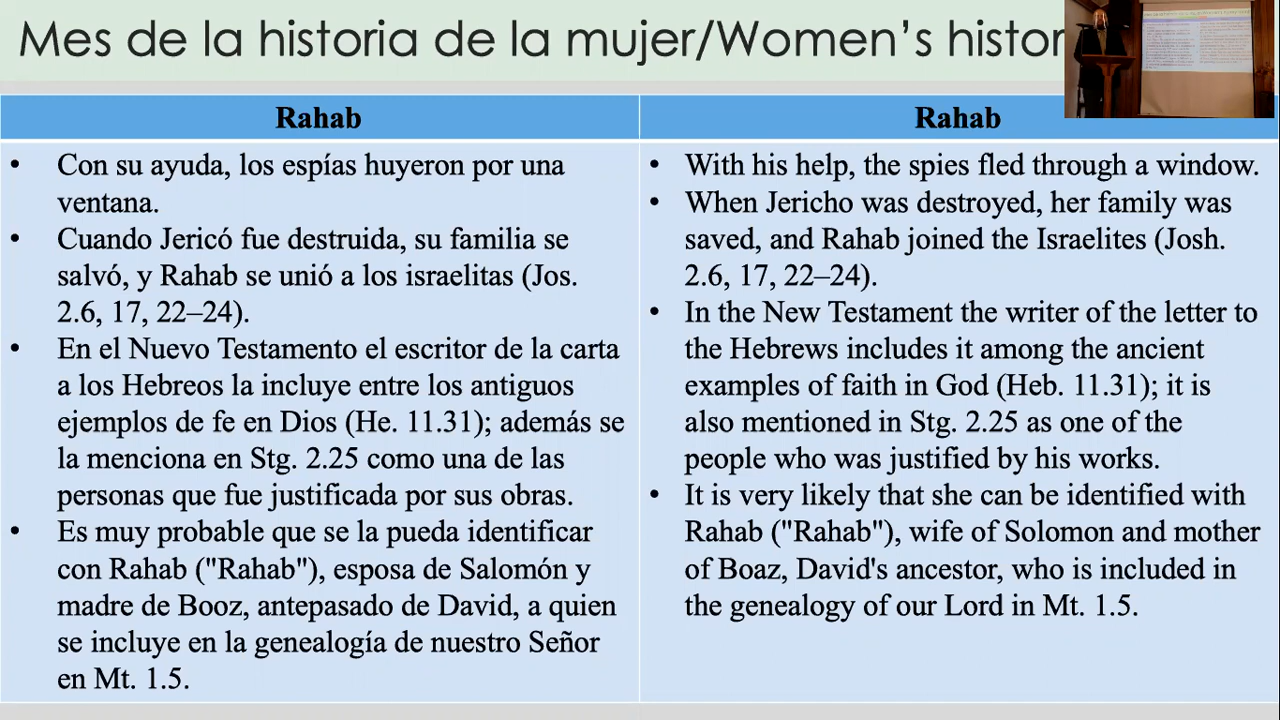 Mes de la historia de la mujer/Women's histor
Rahab
Con su ayuda, los espías huyeron por una
ventana.
Cuando Jericó fue destruida, su familia se
salvó, y Rahab se unió a los israelitas (Jos.
2.6, 17, 22–24).
En el Nuevo Testamento el escritor de la carta
a los Hebreos la incluye entre los antiguos
ejemplos de fe en Dios (He. 11.31); además se
la menciona en Stg. 2.25 como una de las
personas que fue justificada por sus obras.
Es muy probable que se la pueda identificar
con Rahab ("Rahab"), esposa de Salomón y
madre de Booz, antepasado de David, a quien
se incluye en la genealogía de nuestro Señor
en Mt. 1.5.
Rahab
With his help, the spies fled through a window.
When Jericho was destroyed, her family was
saved, and Rahab joined the Israelites (Josh.
2.6, 17, 22–24).
In the New Testament the writer of the letter to
the Hebrews includes it among the ancient
examples of faith in God (Heb. 11.31); it is
also mentioned in Stg. 2.25 as one of the
people who was justified by his works.
It is very likely that she can be identified with
Rahab ("Rahab"), wife of Solomon and mother
of Boaz, David's ancestor, who is included in
the genealogy of our Lord in Mt. 1.5.